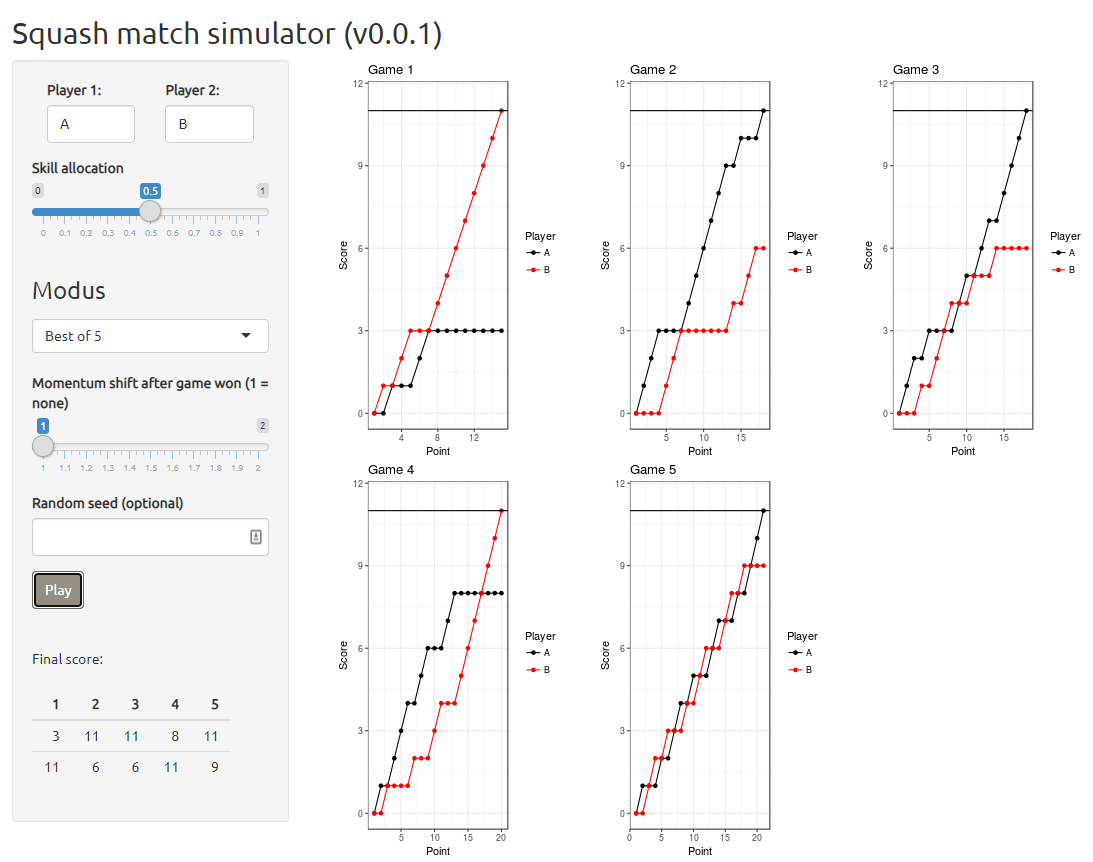 Squash match simulator (v0.0.1)
Player 1: Player 2:
A B
Skill allocation
0 0.5 1
0 0.1 0.2 0.3 0.4 0.5 0.6 0.7 0.8 0.9 1
Modus
Best of 5
Momentum shift after game won (1 =
none)
1 2
1 1.1 1.2 1.3 1.4 1.5 1.6 1.7 1.8 1.9 2
Random seed (optional)
Play
Final score:
1 2 3 4 5
3 11 11 8 11
11 6 6 11 9
Game 1
12
9
6
3
0
Score
4 8 12
Point
Player
A
B
Game 2
12
9
6
3
0
Score
5 10 15
Point
Player
A
B
Game 3
12
9
6
3
0
Score
5 10 15
Point
Player
A
B
Game 4
12
9
6
3
0
Score
5 10 15 20
Point
Player
A
B
Game 5
12
9
6
3
0
Score
0 5 10 15 20
Point
Player
A
B